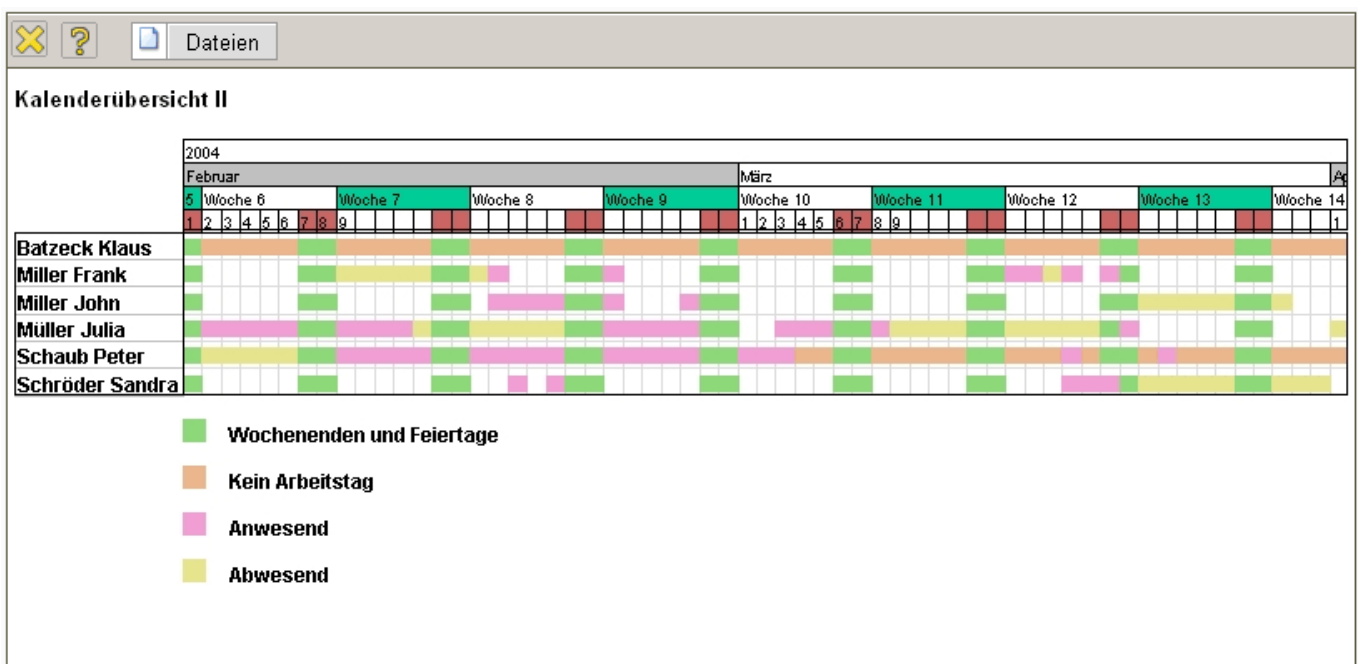 Dateien
Kalenderübersicht II
2004
Februar März Ap
5 Woche 6 Woche 7 Woche 8 Woche 9 Woche 10 Woche 11 Woche 12 Woche 13 Woche 14
1 2 3 4 5 6 7 8 9 1 2 3 4 5 6 7 8 9 1
Batzeck Klaus
Miller Frank
Miller John
Müller Julia
Schaub Peter
Schröder Sandra
Wochenenden und Feiertage
Kein Arbeitstag
Anwesend
Abwesend